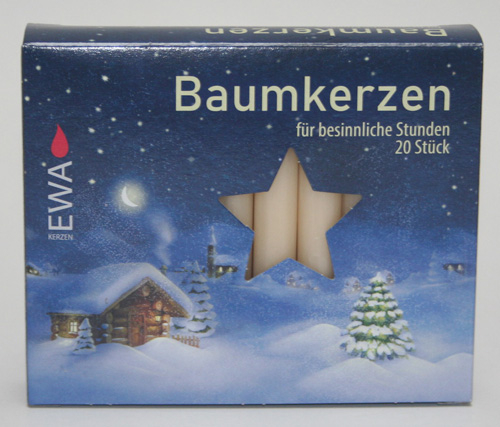 Baumkerzen
Baumkerzen
für besinnliche Stunden
20 Stück
EWA
KERZEN